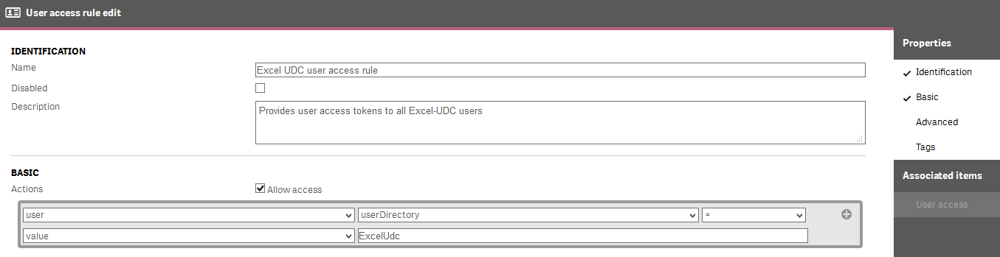 User access rule edit
Properties
IDENTIFICATION
Name
Excel UDC user access rule
Identification
Disabled
Basic
Description
Provides user access tokens to all Excel-UDC users
Advanced
Tags
BASIC
Associated items
Actions
Allow access
User access
user
userDirectory
=
value
ExcelUdc